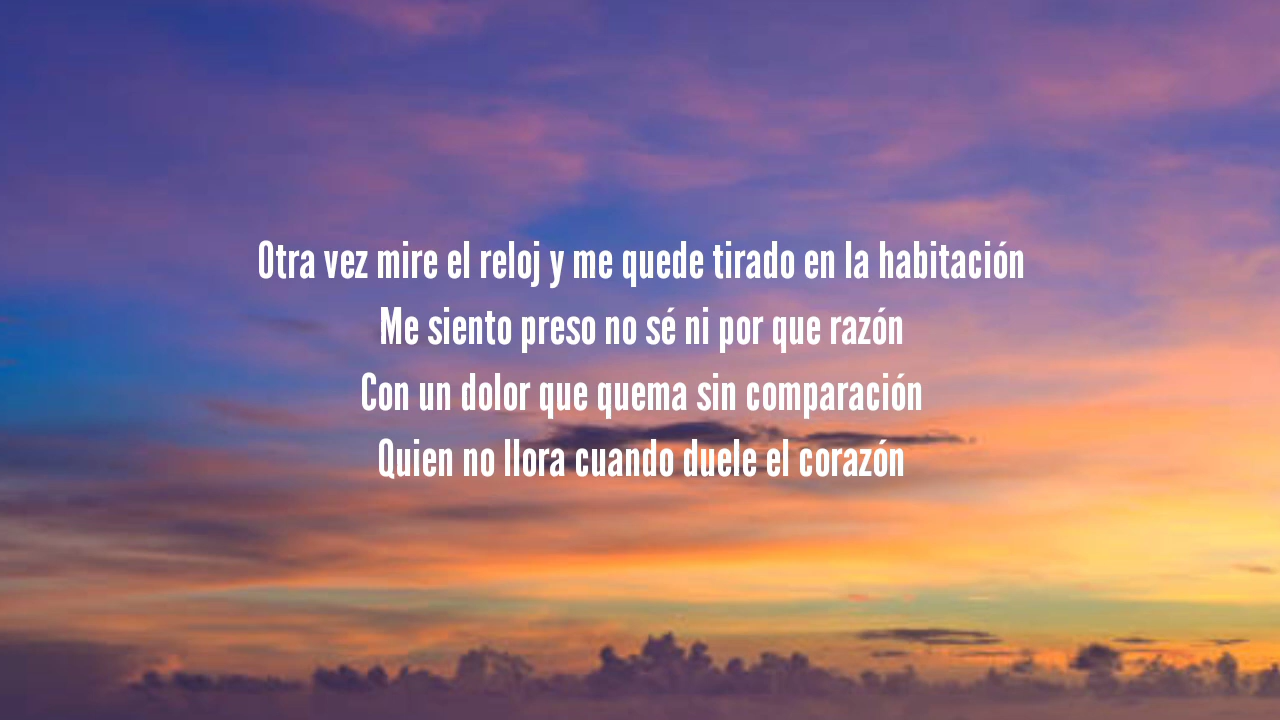 Otra vez mire el reloj y me quede tirado en la habitación
Me siento preso no sé ni por que razón
Con un dolor que quema sin comparación
Quien no llora cuando duele el corazón